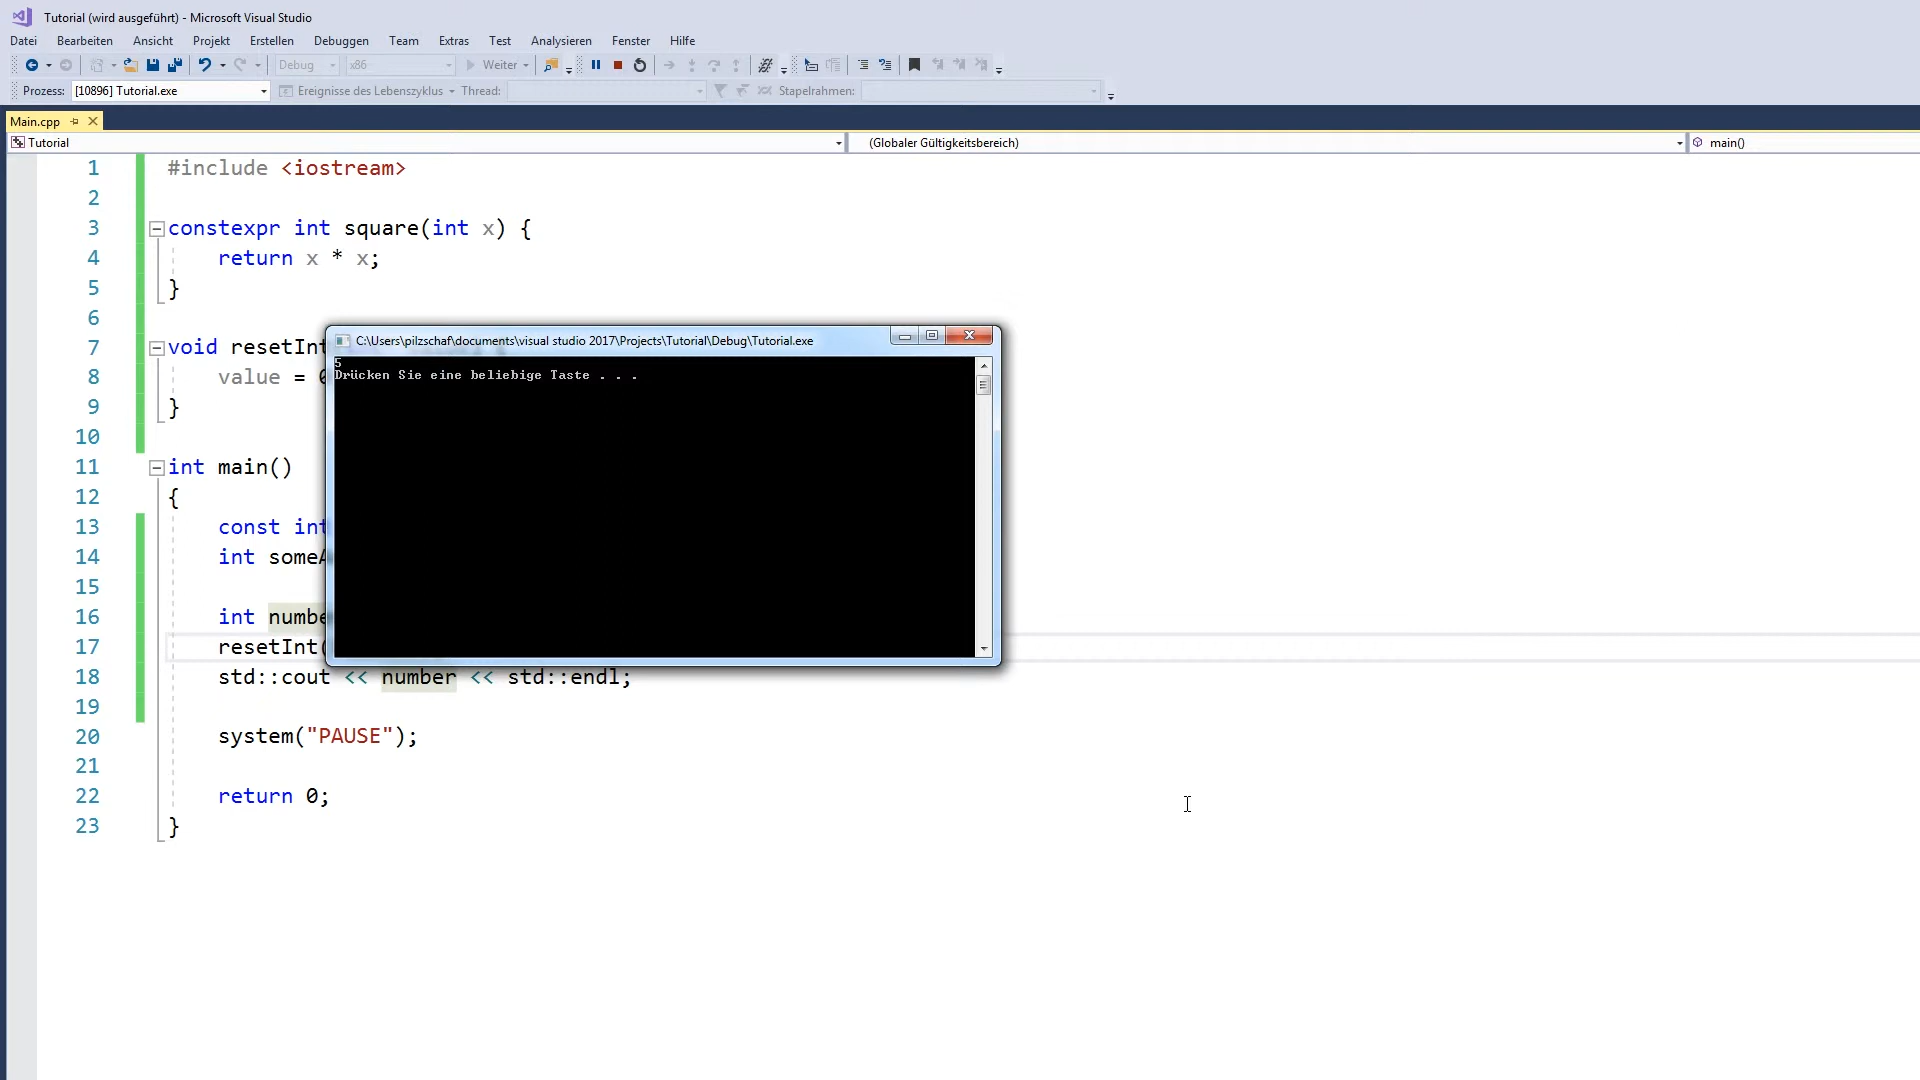 Tutorial (wird ausgeführt) - Microsoft Visual Studio
Datei Bearbeiten Ansicht Projekt Erstellen Debuggen Team Extras Test Analysieren Fenster Hilfe
Debug x86 Weiter
Prozess: [10896] Tutorial.exe Ereignisse des Lebenszyklus Thread: Stapelrahmen:
Main.cpp
Tutorial (Globaler Gültigkeitsbereich) main()
1 #include <iostream>
2
3 constexpr int square(int x) {
4 return x * x;
5 }
6
C:\Users\pilzschaf\documents\visual studio 2017\Projects\Tutorial\Debug\Tutorial.exe
5
Drücken Sie eine beliebige Taste . . .
7 void resetInt
8 value =
9 }
10
11 int main()
12 {
13 const int
14 int someA
15
16 int numbe
17 resetInt(
18 std::cout << number << std::endl;
19
20 system("PAUSE");
21
22 return 0;
23 }